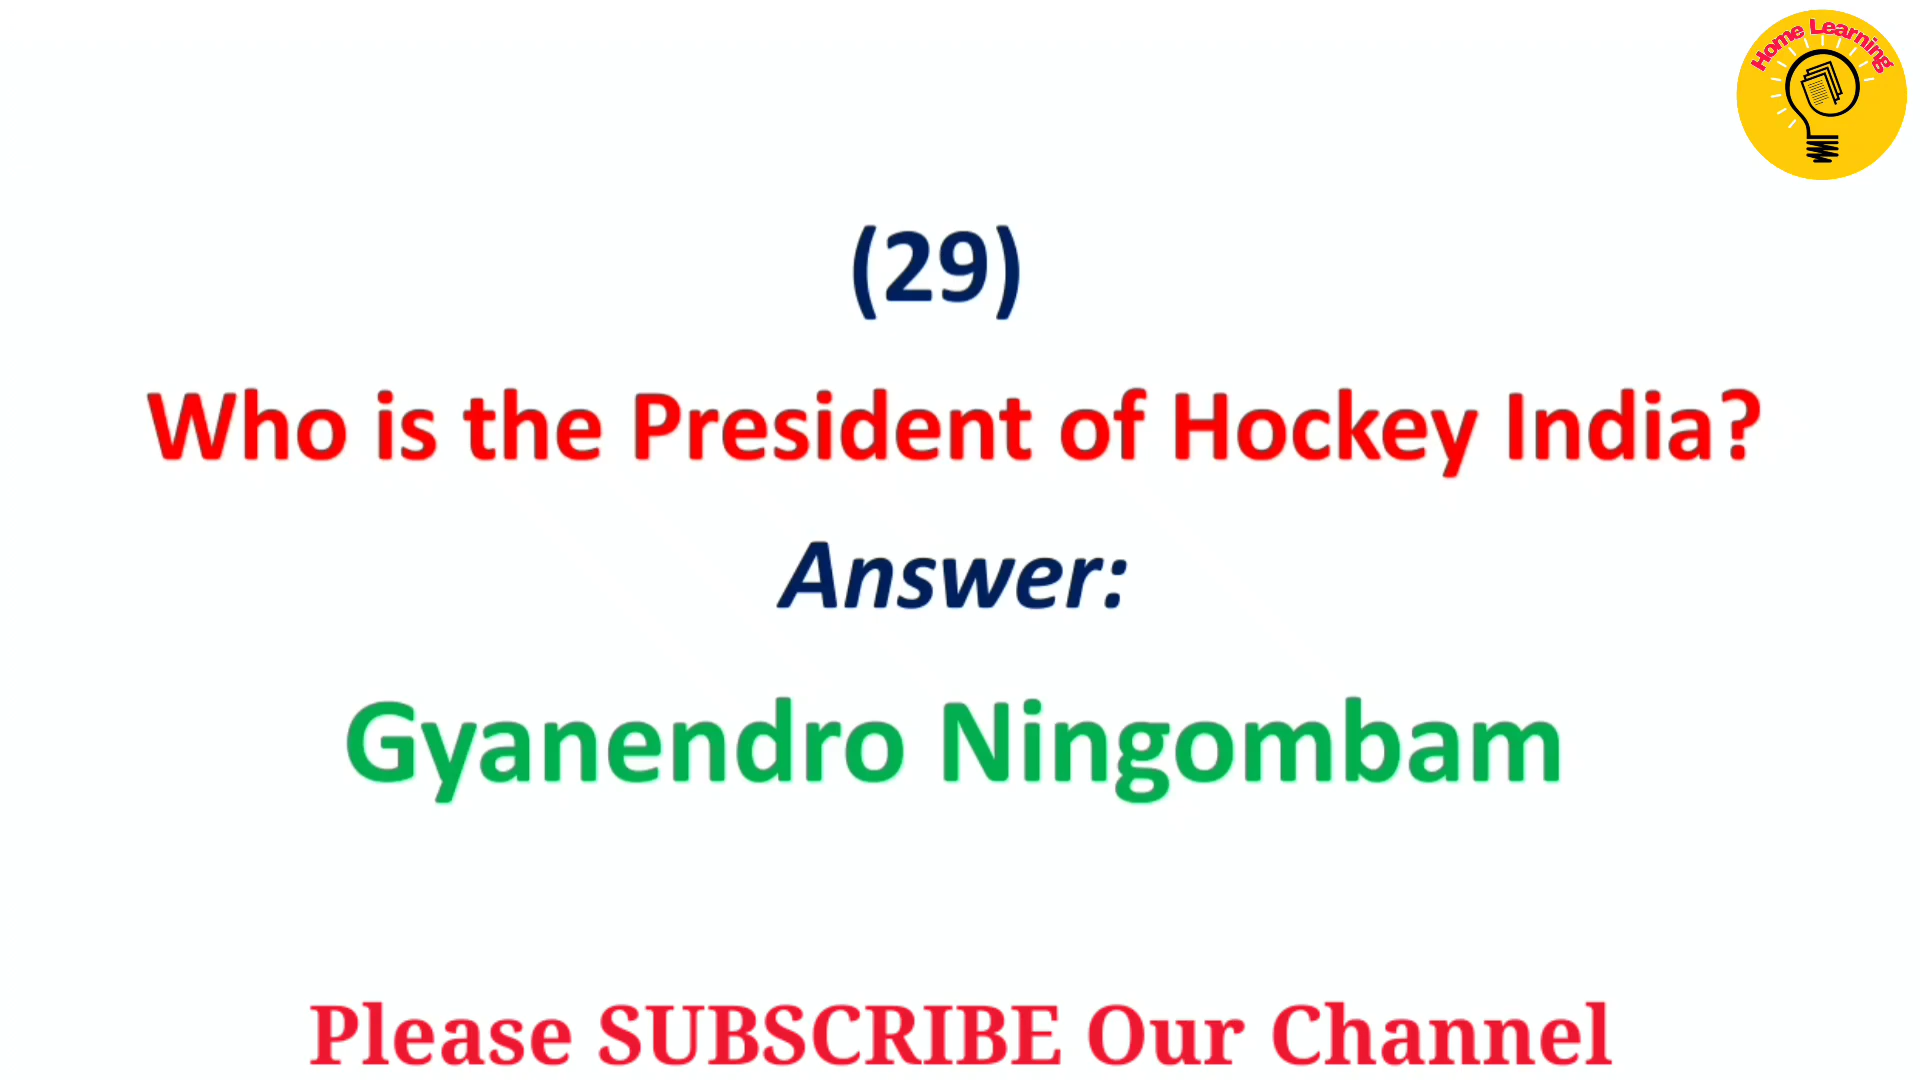 Home Learning
(29)
Who is the President of Hockey India?
Answer:
Gyanendro Ningombam
Please SUBSCRIBE Our Channel